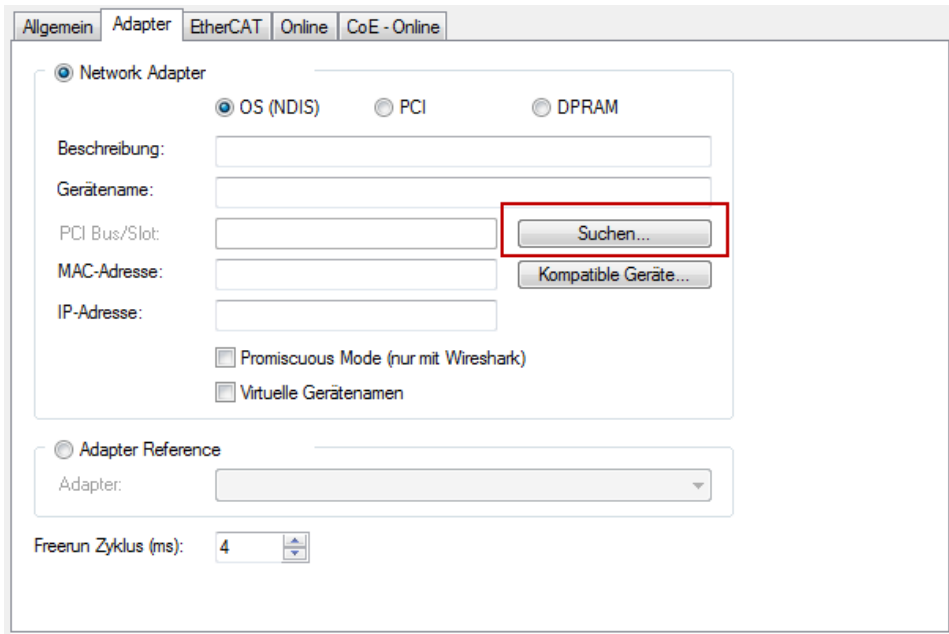 Allgemein Adapter EtherCAT Online CoE - Online
Network Adapter
OS (NDIS) PCI DPRAM
Beschreibung:
Gerätename:
PCI Bus/Slot: Suchen...
MAC-Adresse: Kompatible Geräte...
IP-Adresse:
Promiscuous Mode (nur mit Wireshark)
Virtuelle Gerätenamen
Adapter Reference
Adapter:
Freerun Zyklus (ms): 4